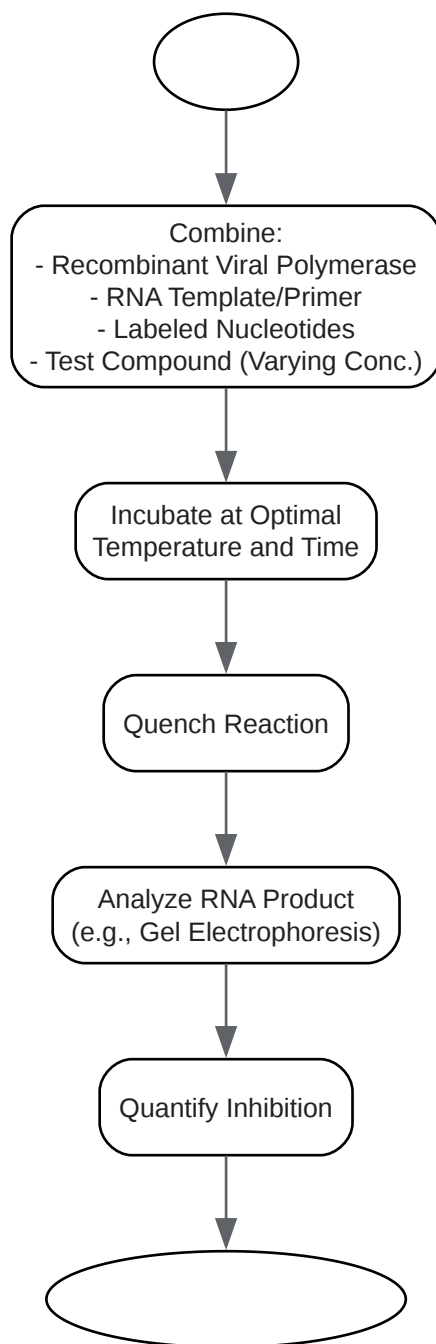 Combine:
- Recombinant Viral Polymerase
- RNA Template/Primer
- Labeled Nucleotides
- Test Compound (Varying Conc.)
Incubate at Optimal
Temperature and Time
Quench Reaction
Analyze RNA Product
(e.g., Gel Electrophoresis)
Quantify Inhibition